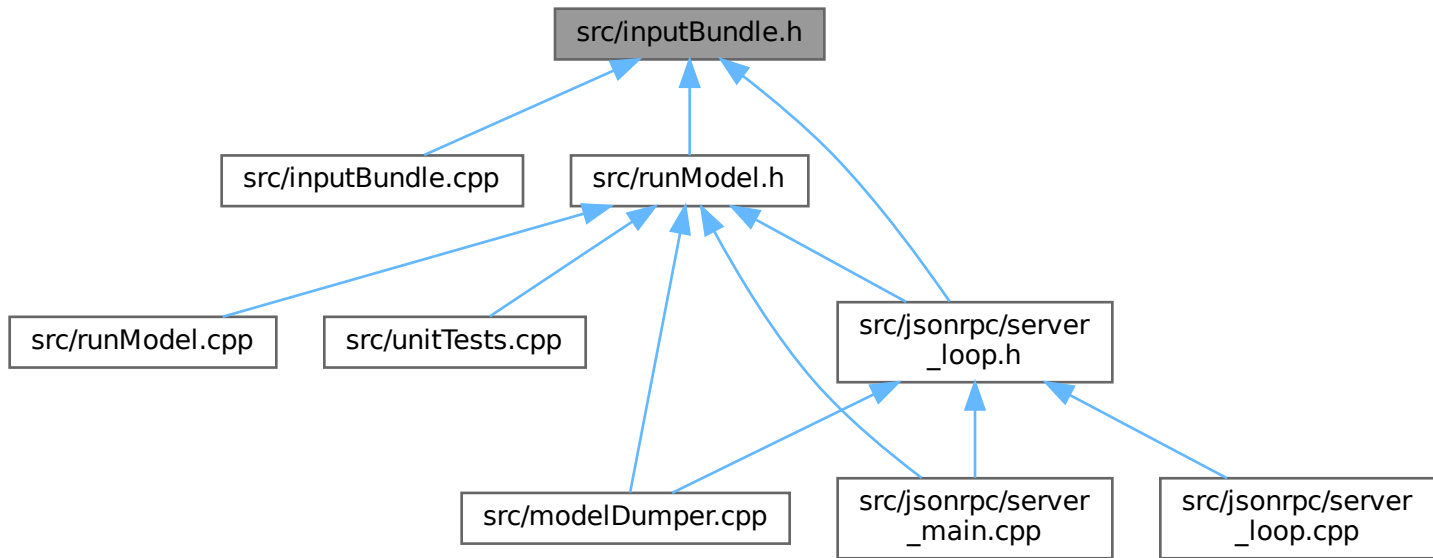 src/inputBundle.h
src/inputBundle.cpp
src/runModel.h
src/runModel.cpp
src/unitTests.cpp
src/jsonrpc/server
_loop.h
src/modelDumper.cpp
src/jsonrpc/server
_main.cpp
src/jsonrpc/server
_loop.cpp